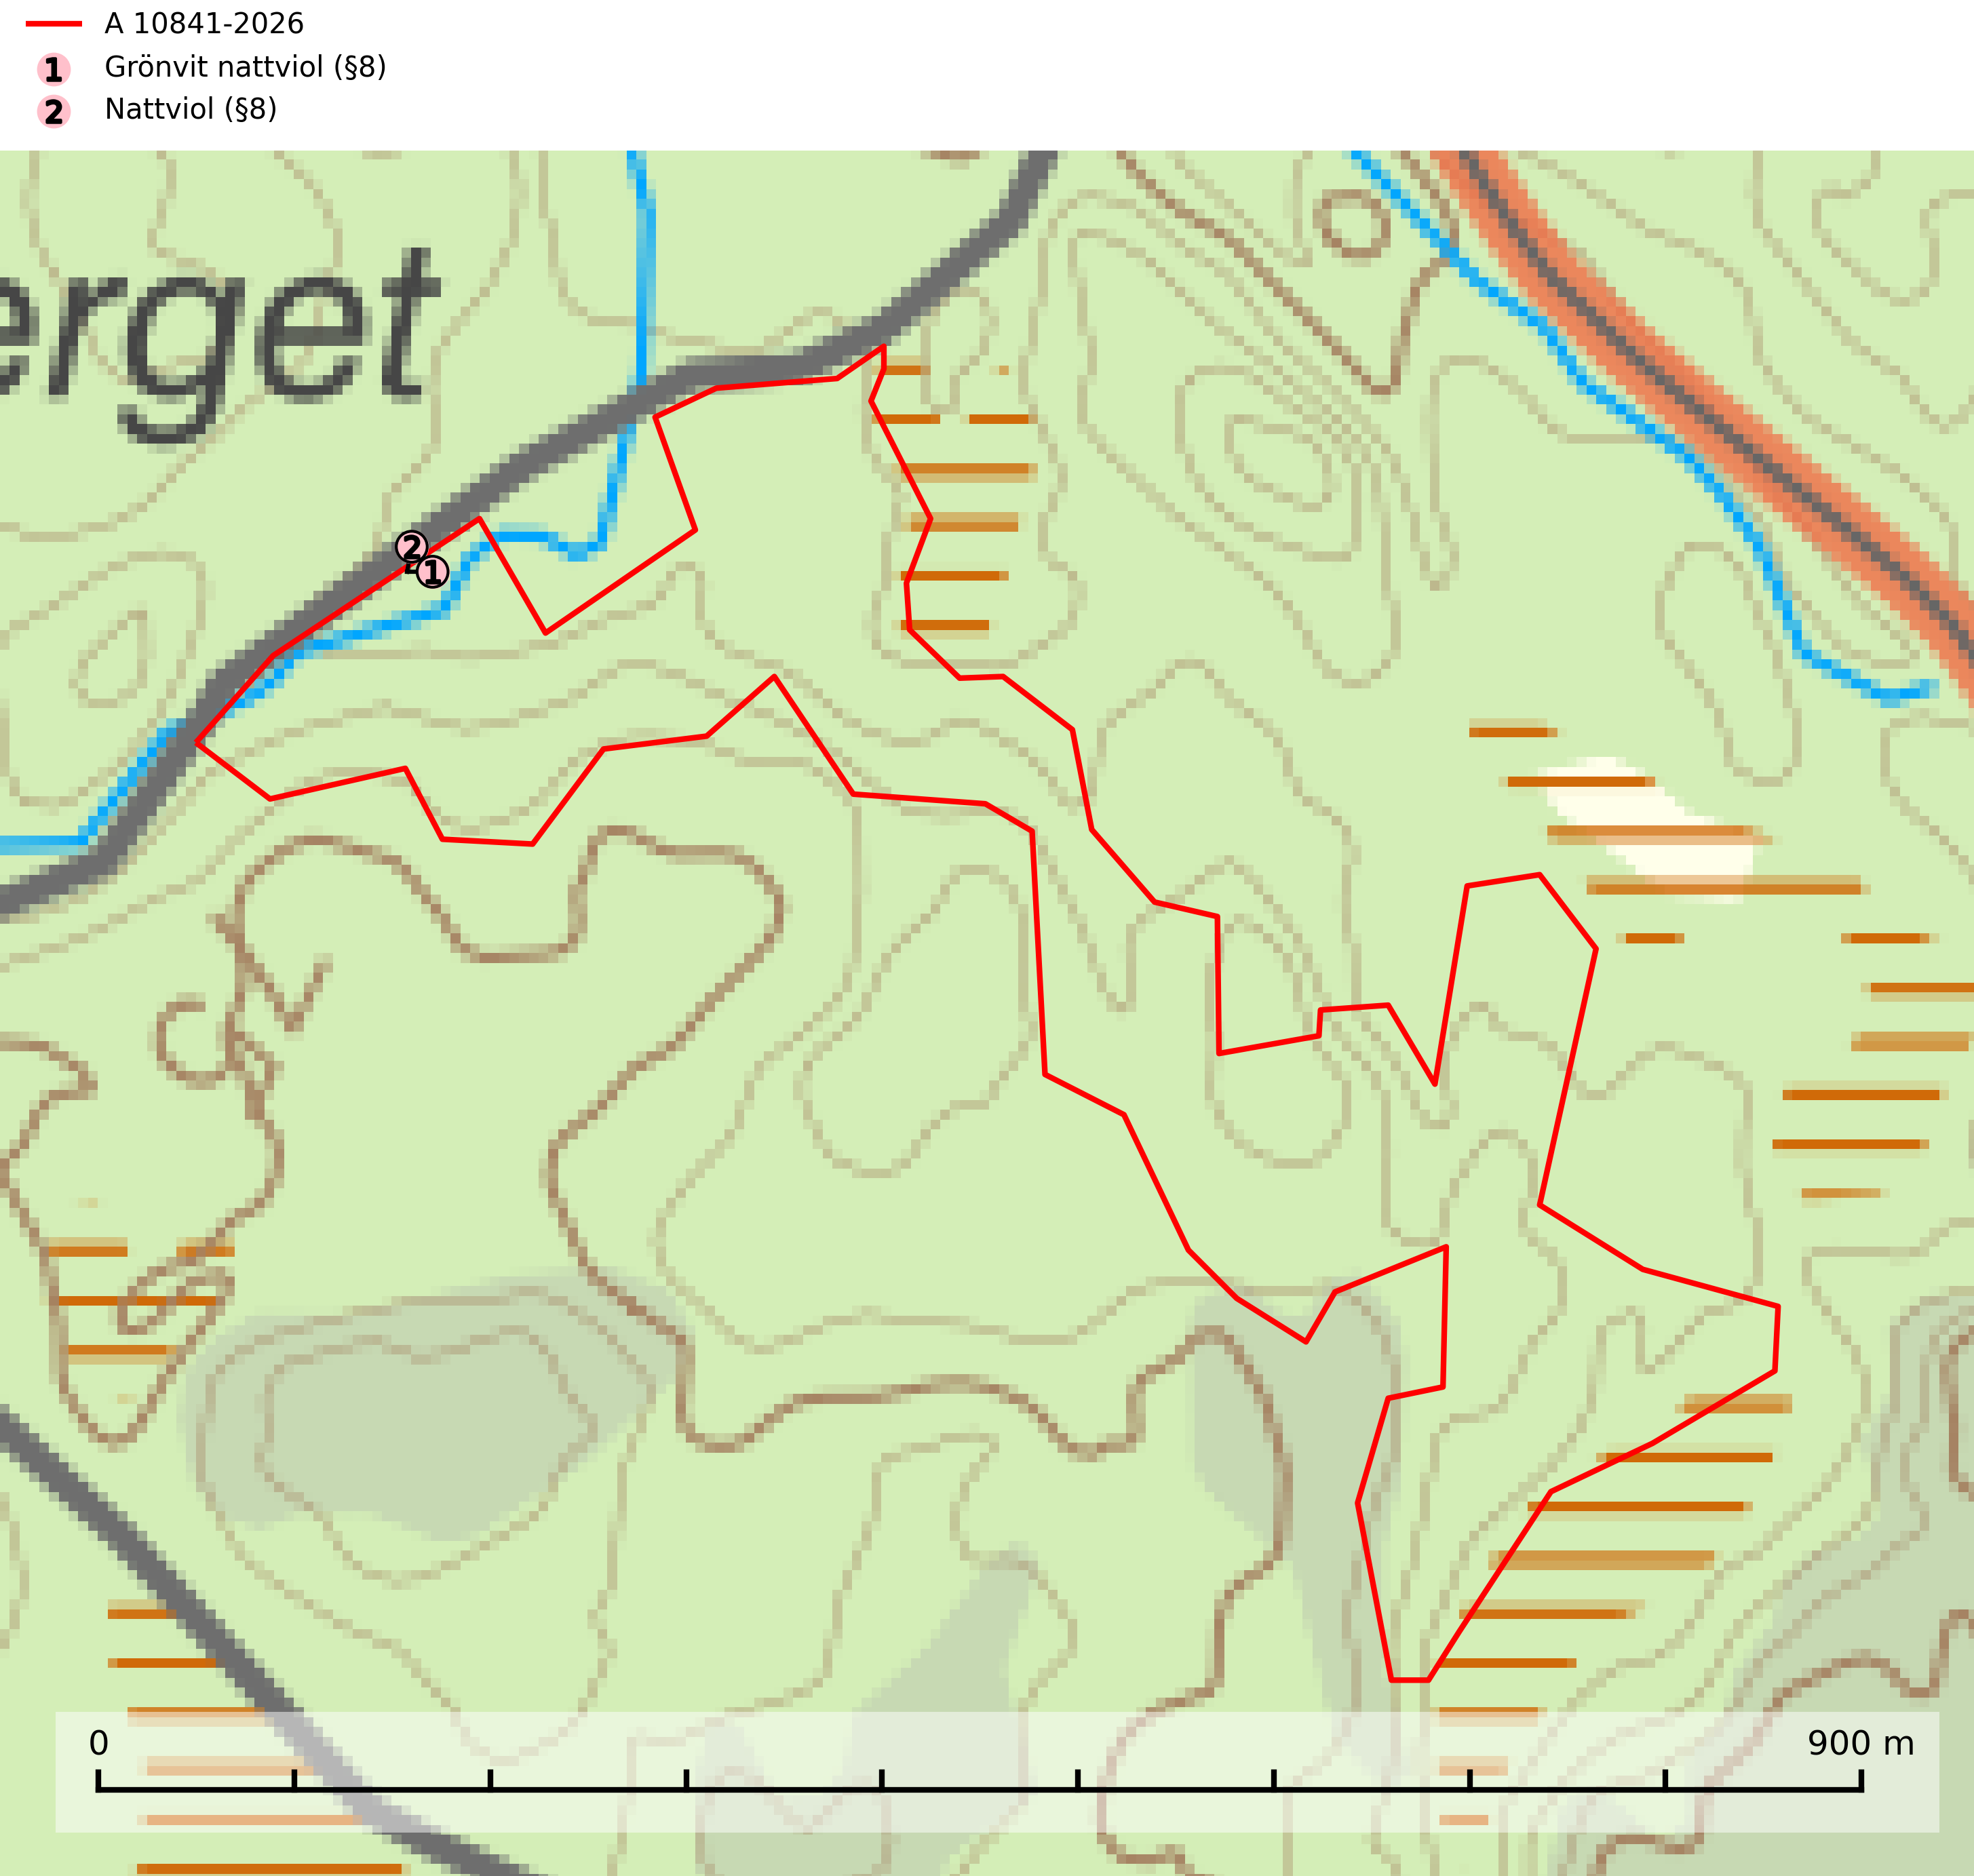 A 10841-2026
1 Grönvit nattviol (§8)
2 Nattviol (§8)
erget
2
1
0 900 m